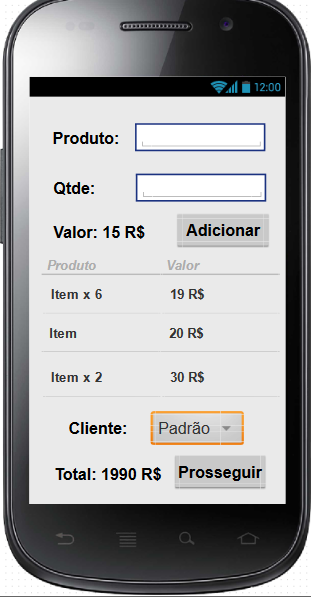 12:00
Produto:
Qtde:
Valor: 15 R$ Adicionar
Produto Valor
Item x 6 19 R$
Item 20 R$
Item x 2 30 R$
Cliente: Padrão
Total: 1990 R$ Prosseguir